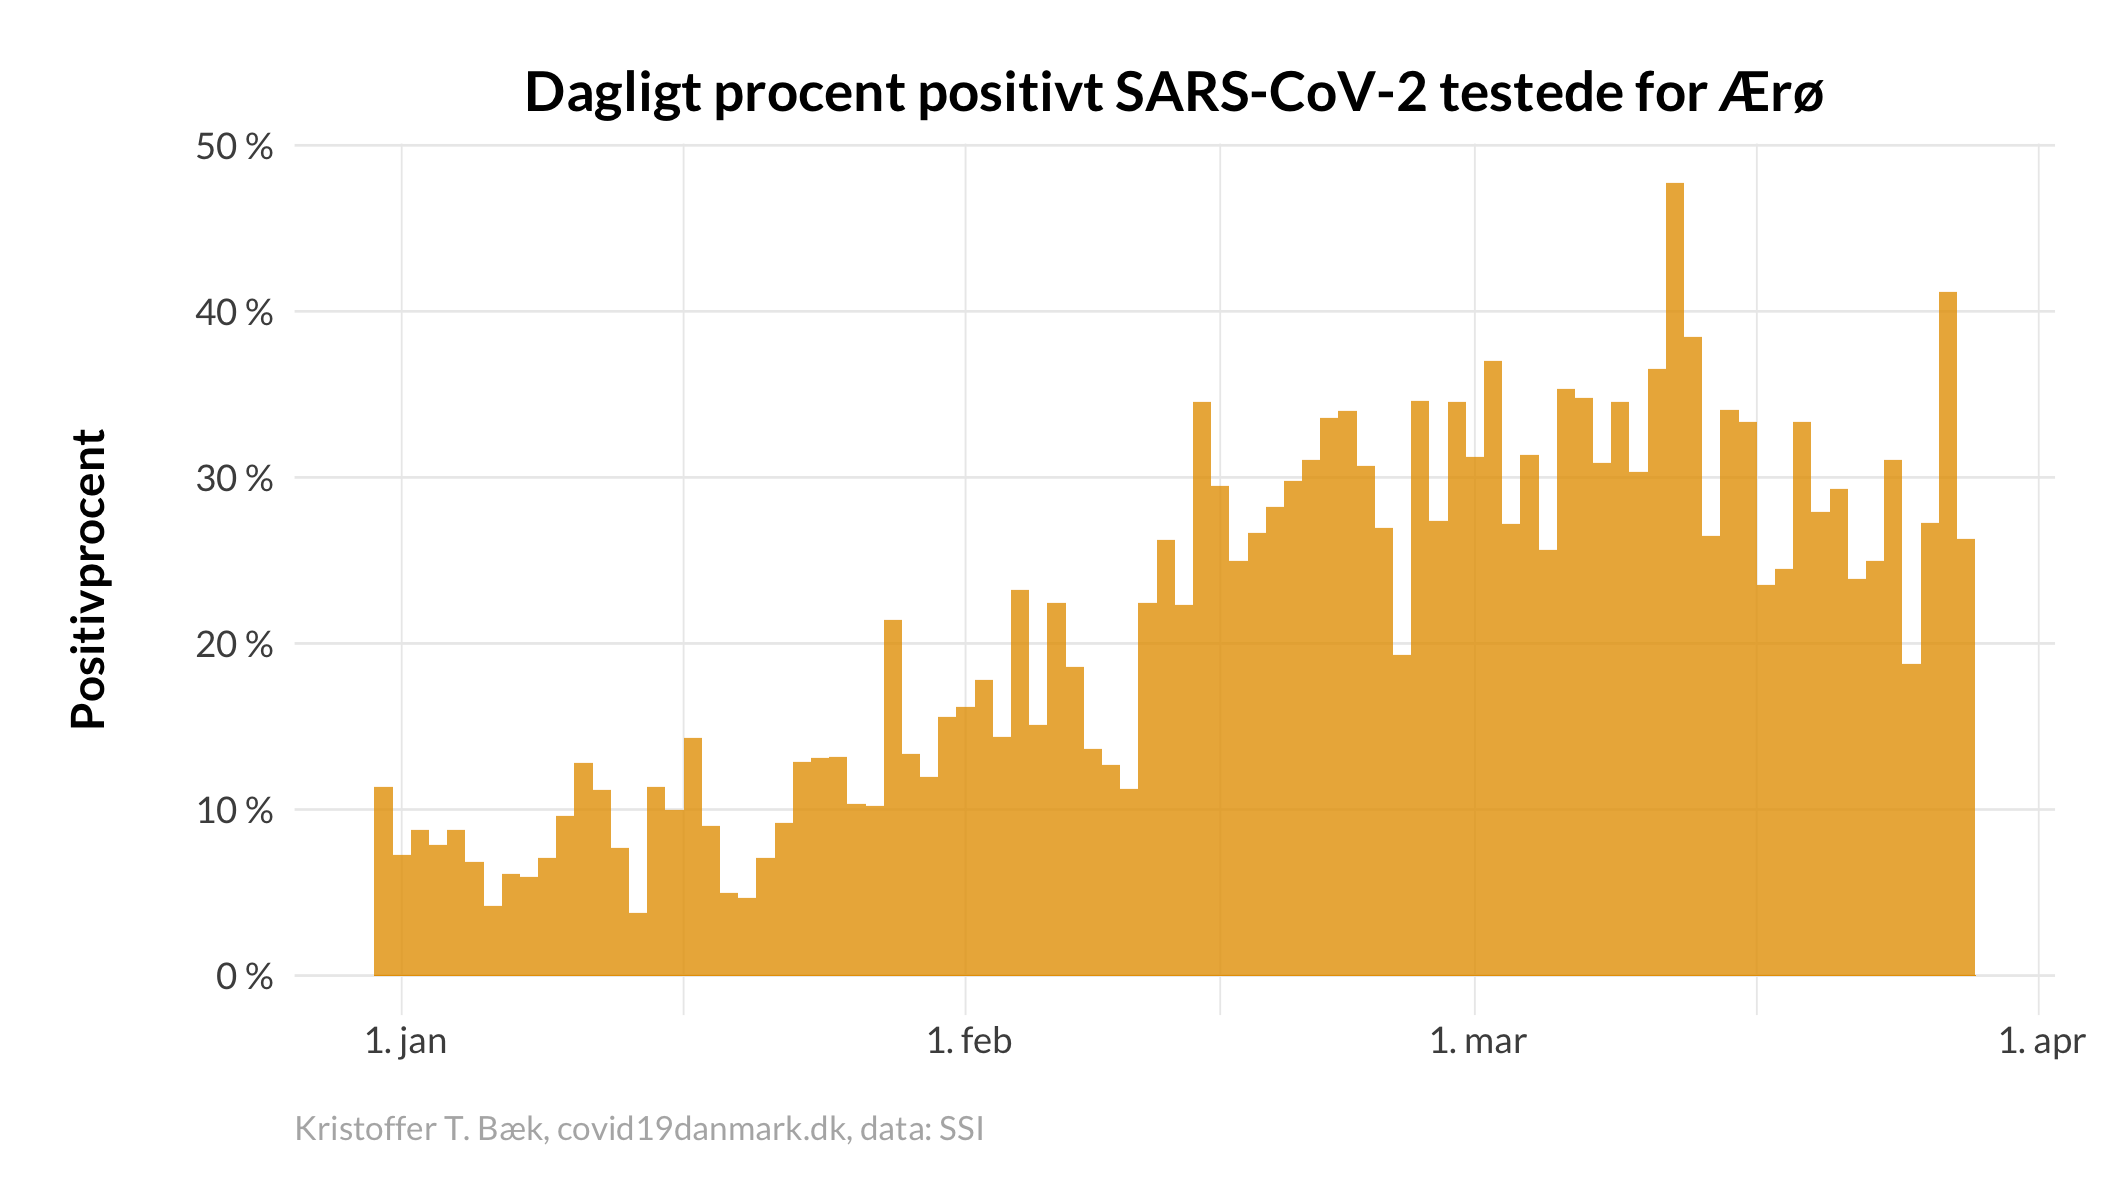 Dagligt procent positivt SARS-CoV-2 testede for Ærø
50 %
40 %
30 %
20 %
10 %
0 %
Positivprocent
1. jan
1. feb
1. mar
1. apr
Kristoffer T. Bæk, covid19danmark.dk, data: SSI